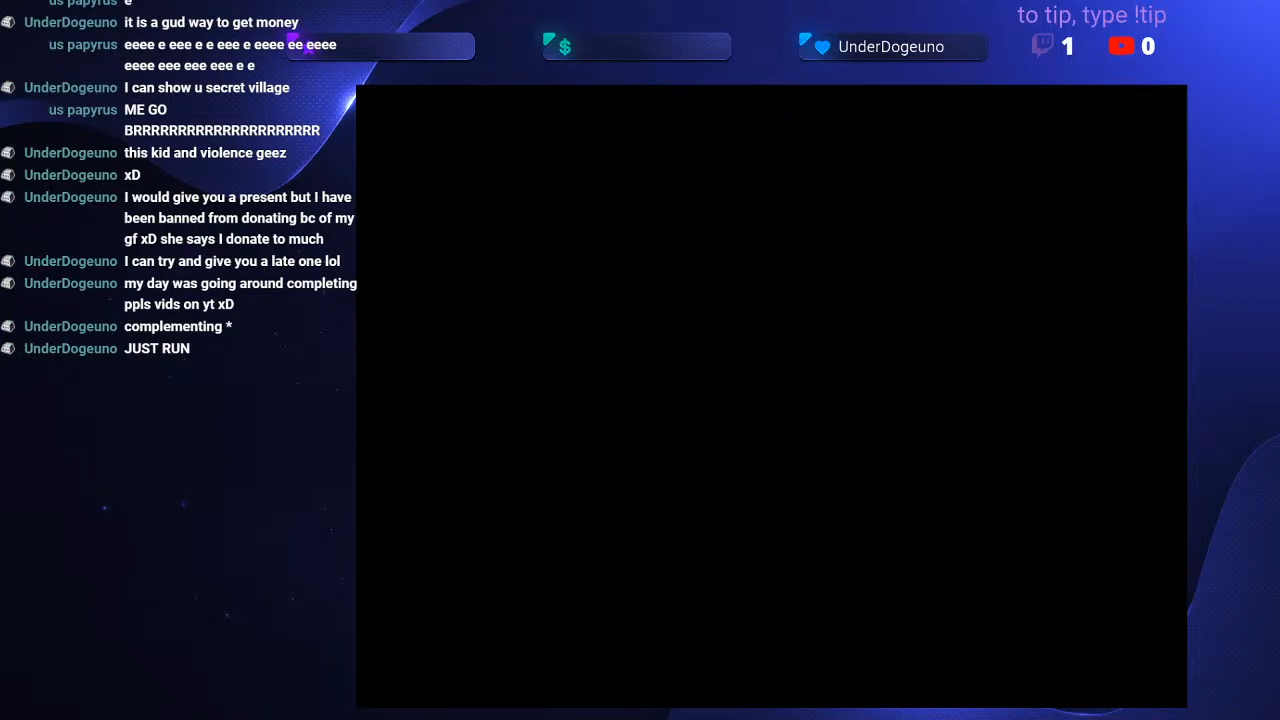 to tip, type !tip
us papyrus e
UnderDogeuno it is a gud way to get money
us papyrus eeee e eee e e eee e eeee ee eeee
eeee eee eee eee e e
UnderDogeuno I can show u secret village
us papyrus ME GO
BRRRRRRRRRRRRRRRRRRRRR
UnderDogeuno this kid and violence geez
UnderDogeuno xD
UnderDogeuno I would give you a present but I have
been banned from donating bc of my
gf xD she says I donate to much
UnderDogeuno I can try and give you a late one lol
UnderDogeuno my day was going around completing
ppls vids on yt xD
UnderDogeuno complementing *
UnderDogeuno JUST RUN
$
UnderDogeuno
1
0